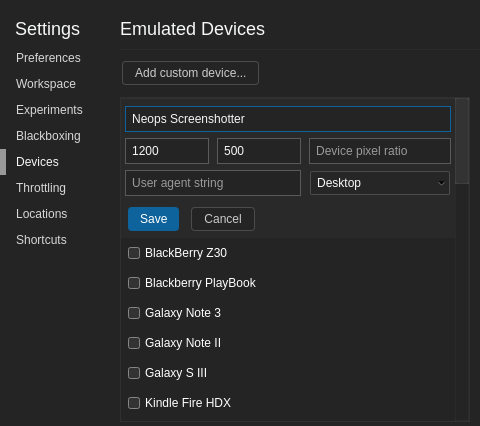 Settings
Preferences
Workspace
Experiments
Blackboxing
Devices
Throttling
Locations
Shortcuts
Emulated Devices
Add custom device...
Neops Screenshotter
1200 500 Device pixel ratio
User agent string Desktop
Save Cancel
BlackBerry Z30
Blackberry PlayBook
Galaxy Note 3
Galaxy Note II
Galaxy S III
Kindle Fire HDX